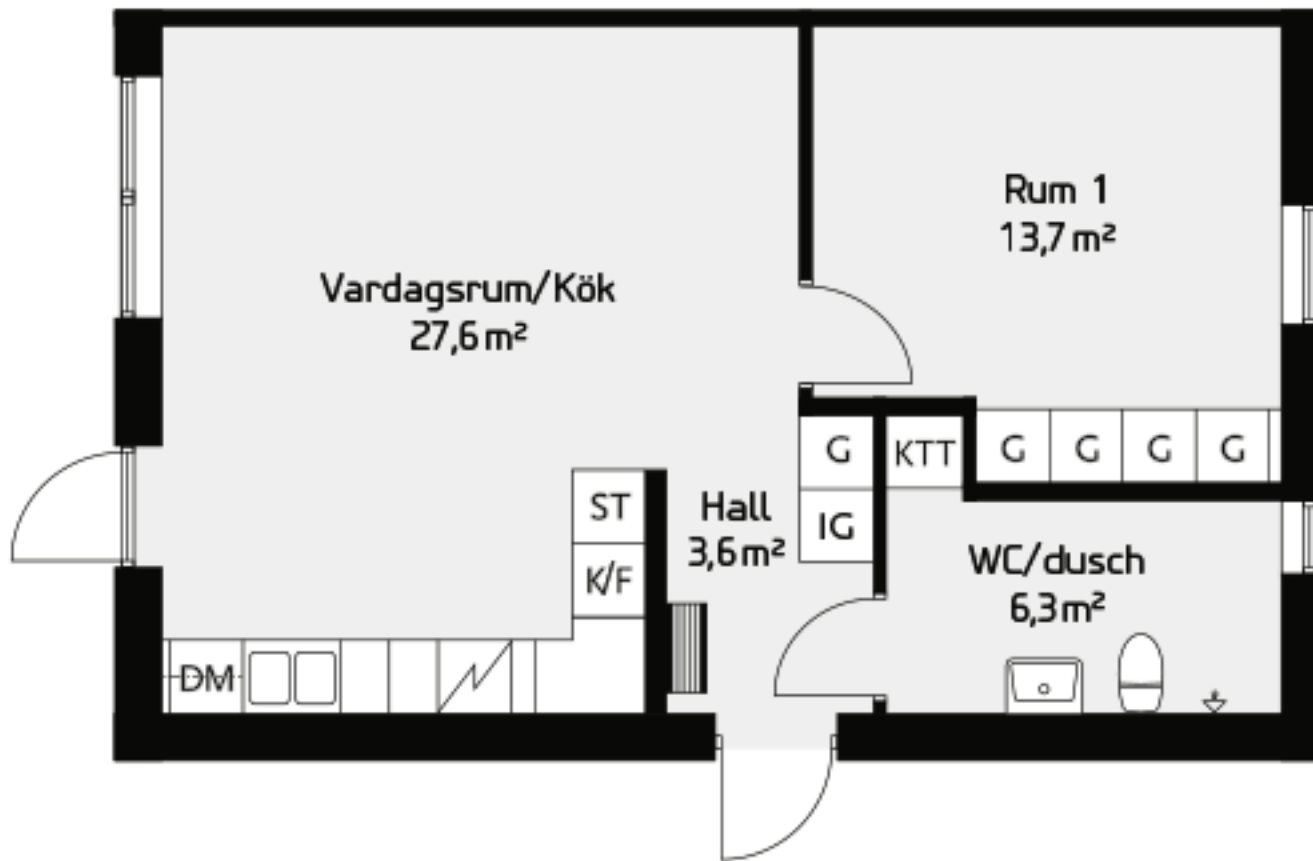 Rum 1
13,7 m²
Vardagsrum/Kök
27,6 m²
G
KTT
G
G
G
G
ST
Hall
3,6 m²
IG
K/F
WC/dusch
6,3 m²
DM